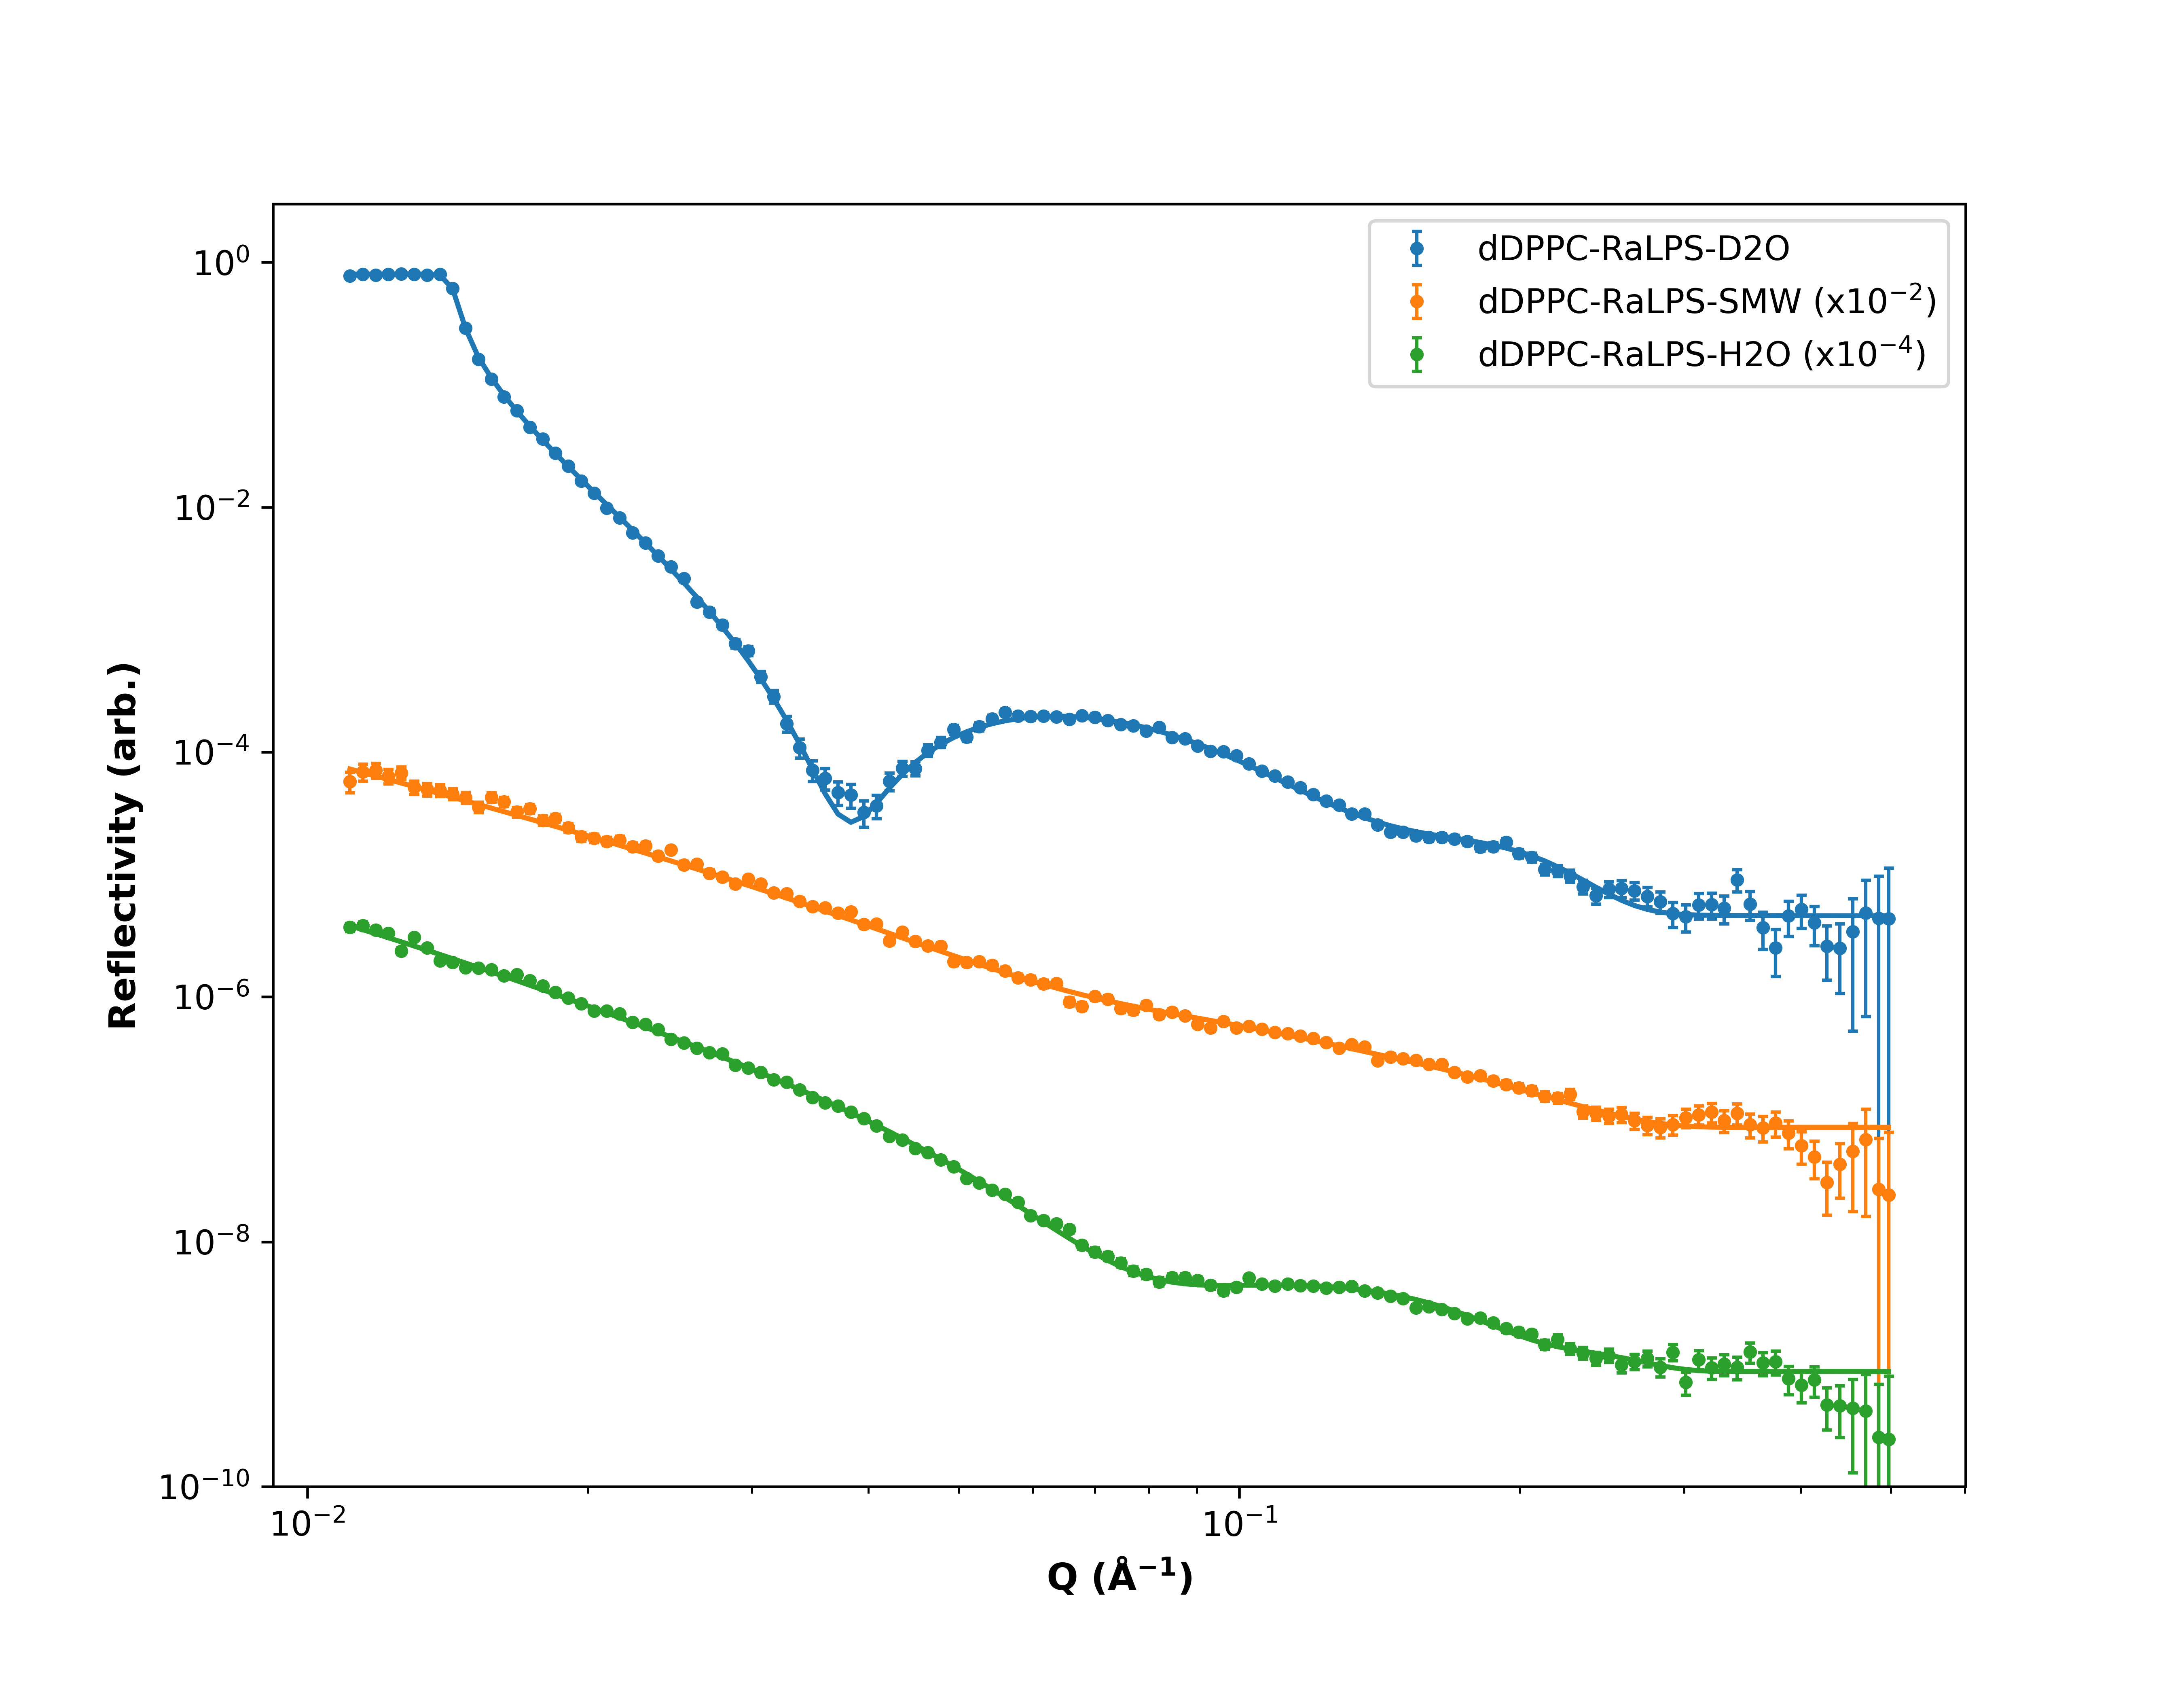 dDPPC-RaLPS-D2O
dDPPC-RaLPS-SMW (x10⁻²)
dDPPC-RaLPS-H2O (x10⁻⁴)
Reflectivity (arb.)
10⁰
10⁻²
10⁻⁴
10⁻⁶
10⁻⁸
10⁻¹⁰
10⁻² 10⁻¹
Q (Å⁻¹)